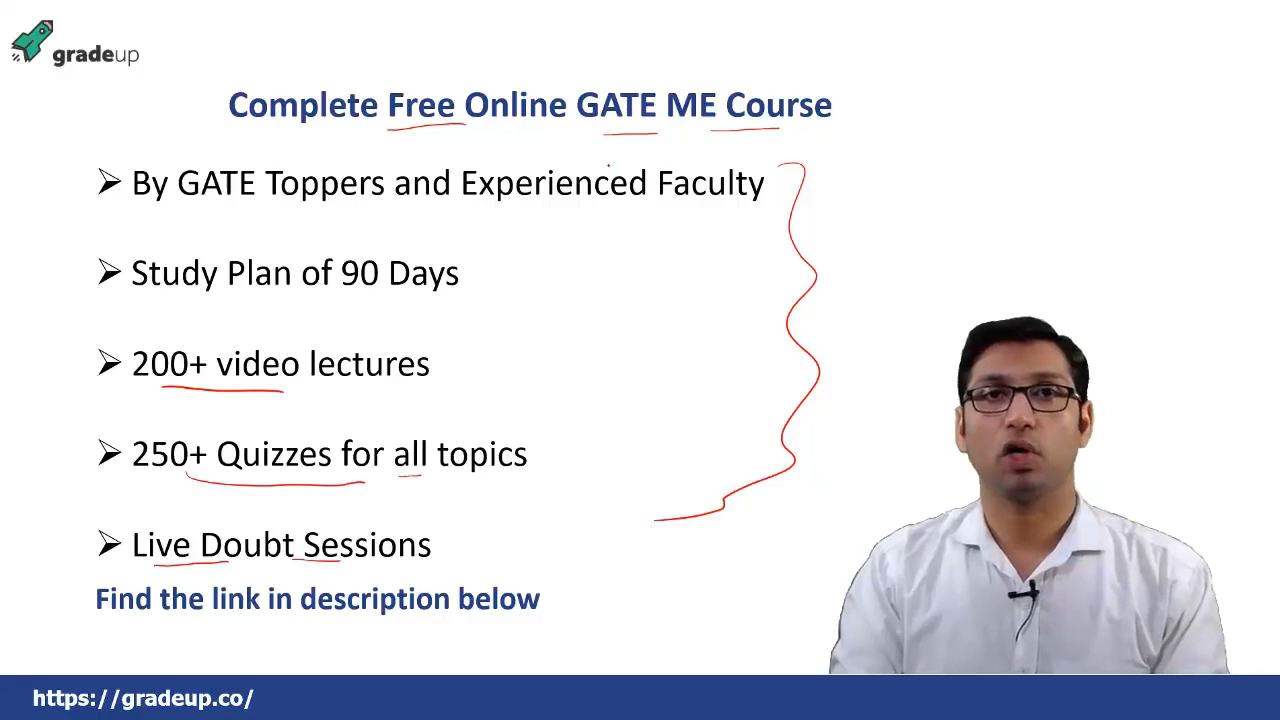 gradeup
Complete Free Online GATE ME Course
By GATE Toppers and Experienced Faculty
Study Plan of 90 Days
200+ video lectures
250+ Quizzes for all topics
Live Doubt Sessions
Find the link in description below
https://gradeup.co/